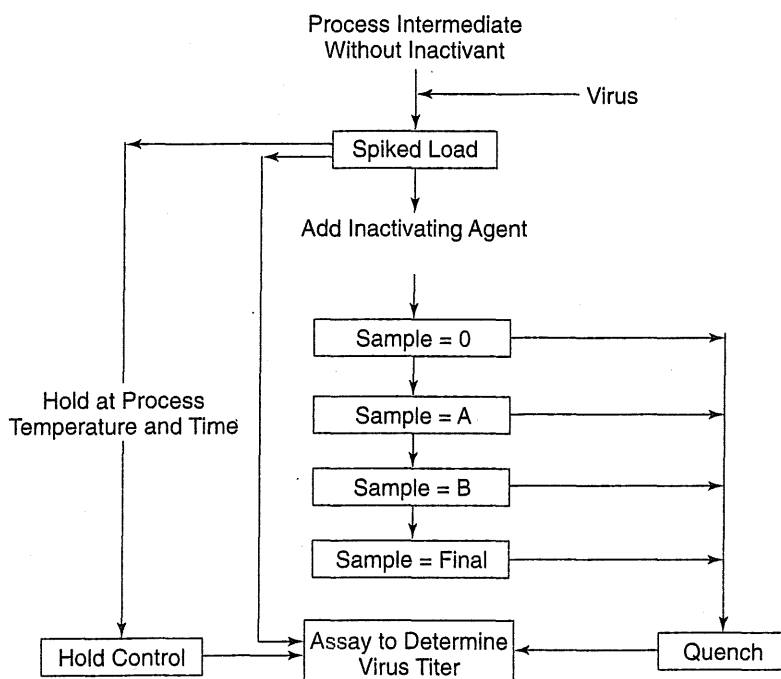 Process Intermediate
Without Inactivant
Virus
Spiked Load
Add Inactivating Agent
Sample = 0
Hold at Process
Temperature and Time
Sample = A
Sample = B
Sample = Final
Hold Control
Assay to Determine
Virus Titer
Quench